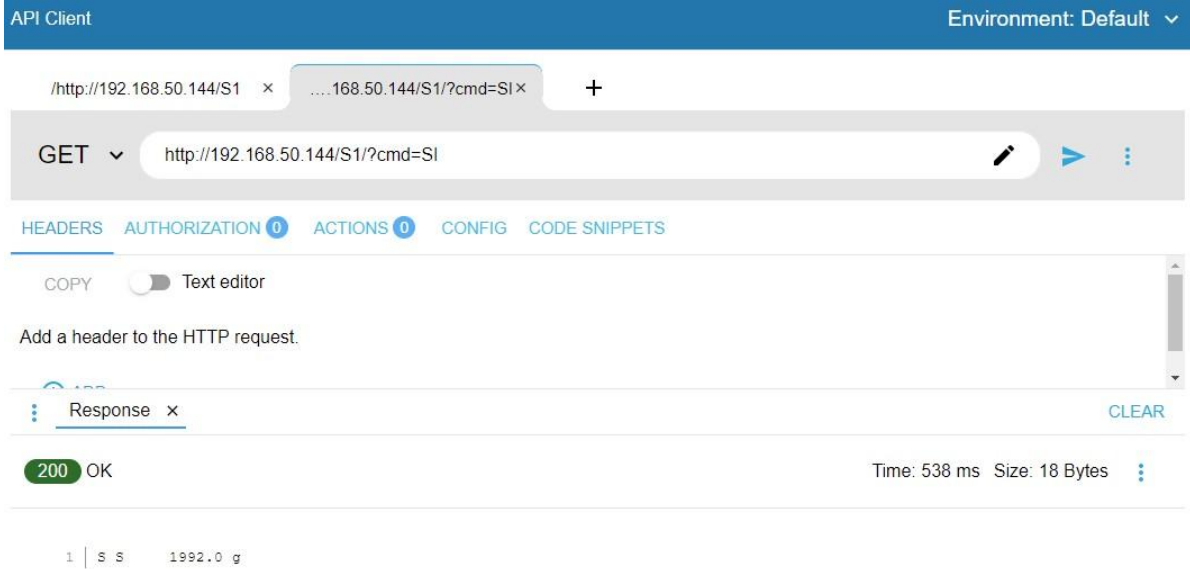 API Client Environment: Default
/http://192.168.50.144/S1 × ....168.50.144/S1/?cmd=SI× +
GET http://192.168.50.144/S1/?cmd=SI
HEADERS AUTHORIZATION 0 ACTIONS 0 CONFIG CODE SNIPPETS
COPY Text editor
Add a header to the HTTP request.
Response × CLEAR
200 OK Time: 538 ms Size: 18 Bytes
1 S S 1992.0 g